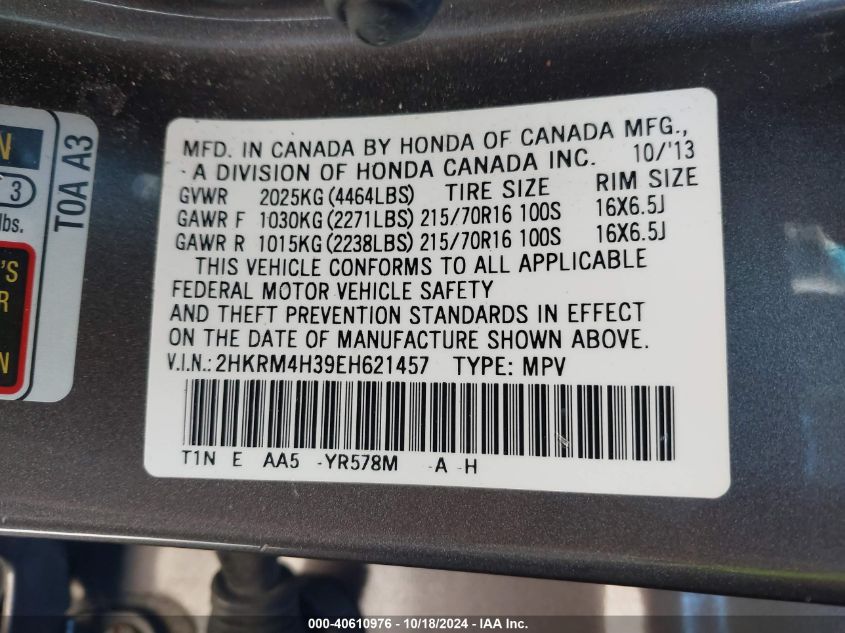 N
3
lbs.
'S
R
N
T0A A3
MFD. IN CANADA BY HONDA OF CANADA MFG.,
A DIVISION OF HONDA CANADA INC. 10/'13
GVWR 2025KG (4464LBS) TIRE SIZE RIM SIZE
GAWR F 1030KG (2271LBS) 215/70R16 100S 16X6.5J
GAWR R 1015KG (2238LBS) 215/70R16 100S 16X6.5J
THIS VEHICLE CONFORMS TO ALL APPLICABLE
FEDERAL MOTOR VEHICLE SAFETY
AND THEFT PREVENTION STANDARDS IN EFFECT
ON THE DATE OF MANUFACTURE SHOWN ABOVE.
V.I.N.: 2HKRM4H39EH621457 TYPE: MPV
T1N E AA5 -YR578M -A -H
000-40610976 - 10/18/2024 - IAA Inc.